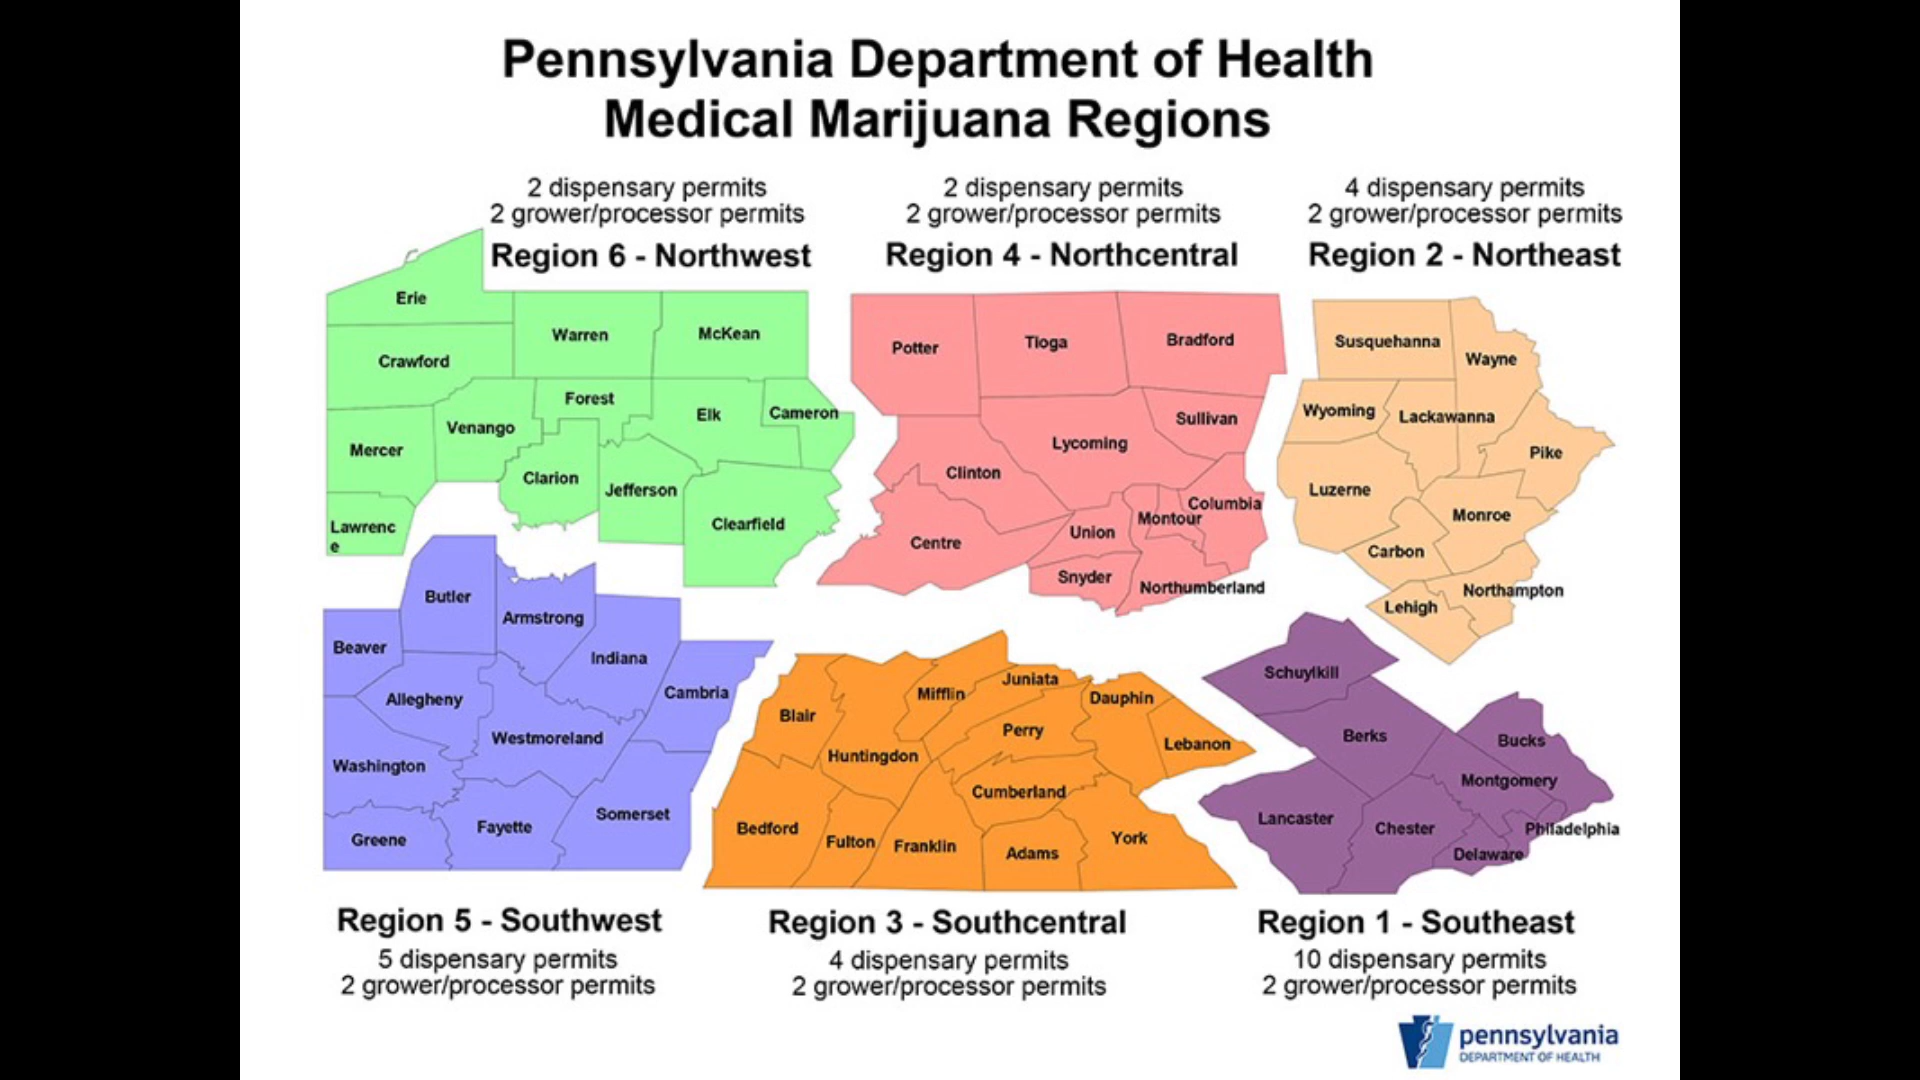 Pennsylvania Department of Health
Medical Marijuana Regions
2 dispensary permits
2 grower/processor permits
Region 6 - Northwest
2 dispensary permits
2 grower/processor permits
Region 4 - Northcentral
4 dispensary permits
2 grower/processor permits
Region 2 - Northeast
Erie
Warren
McKean
Crawford
Forest
Elk
Cameron
Venango
Mercer
Clarion
Jefferson
Clearfield
Lawrenc
e
Potter
Tioga
Bradford
Sullivan
Lycoming
Clinton
Columbia
Montour
Union
Centre
Snyder
Northumberland
Susquehanna
Wayne
Wyoming
Lackawanna
Pike
Luzerne
Monroe
Carbon
Northampton
Lehigh
Butler
Armstrong
Beaver
Indiana
Allegheny
Cambria
Westmoreland
Washington
Somerset
Fayette
Greene
Juniata
Mifflin
Dauphin
Blair
Perry
Lebanon
Huntingdon
Cumberland
Bedford
Fulton
Franklin
Adams
York
Schuylkill
Berks
Bucks
Montgomery
Lancaster
Chester
Philadelphia
Delaware
Region 5 - Southwest
5 dispensary permits
2 grower/processor permits
Region 3 - Southcentral
4 dispensary permits
2 grower/processor permits
Region 1 - Southeast
10 dispensary permits
2 grower/processor permits
pennsylvania
DEPARTMENT OF HEALTH